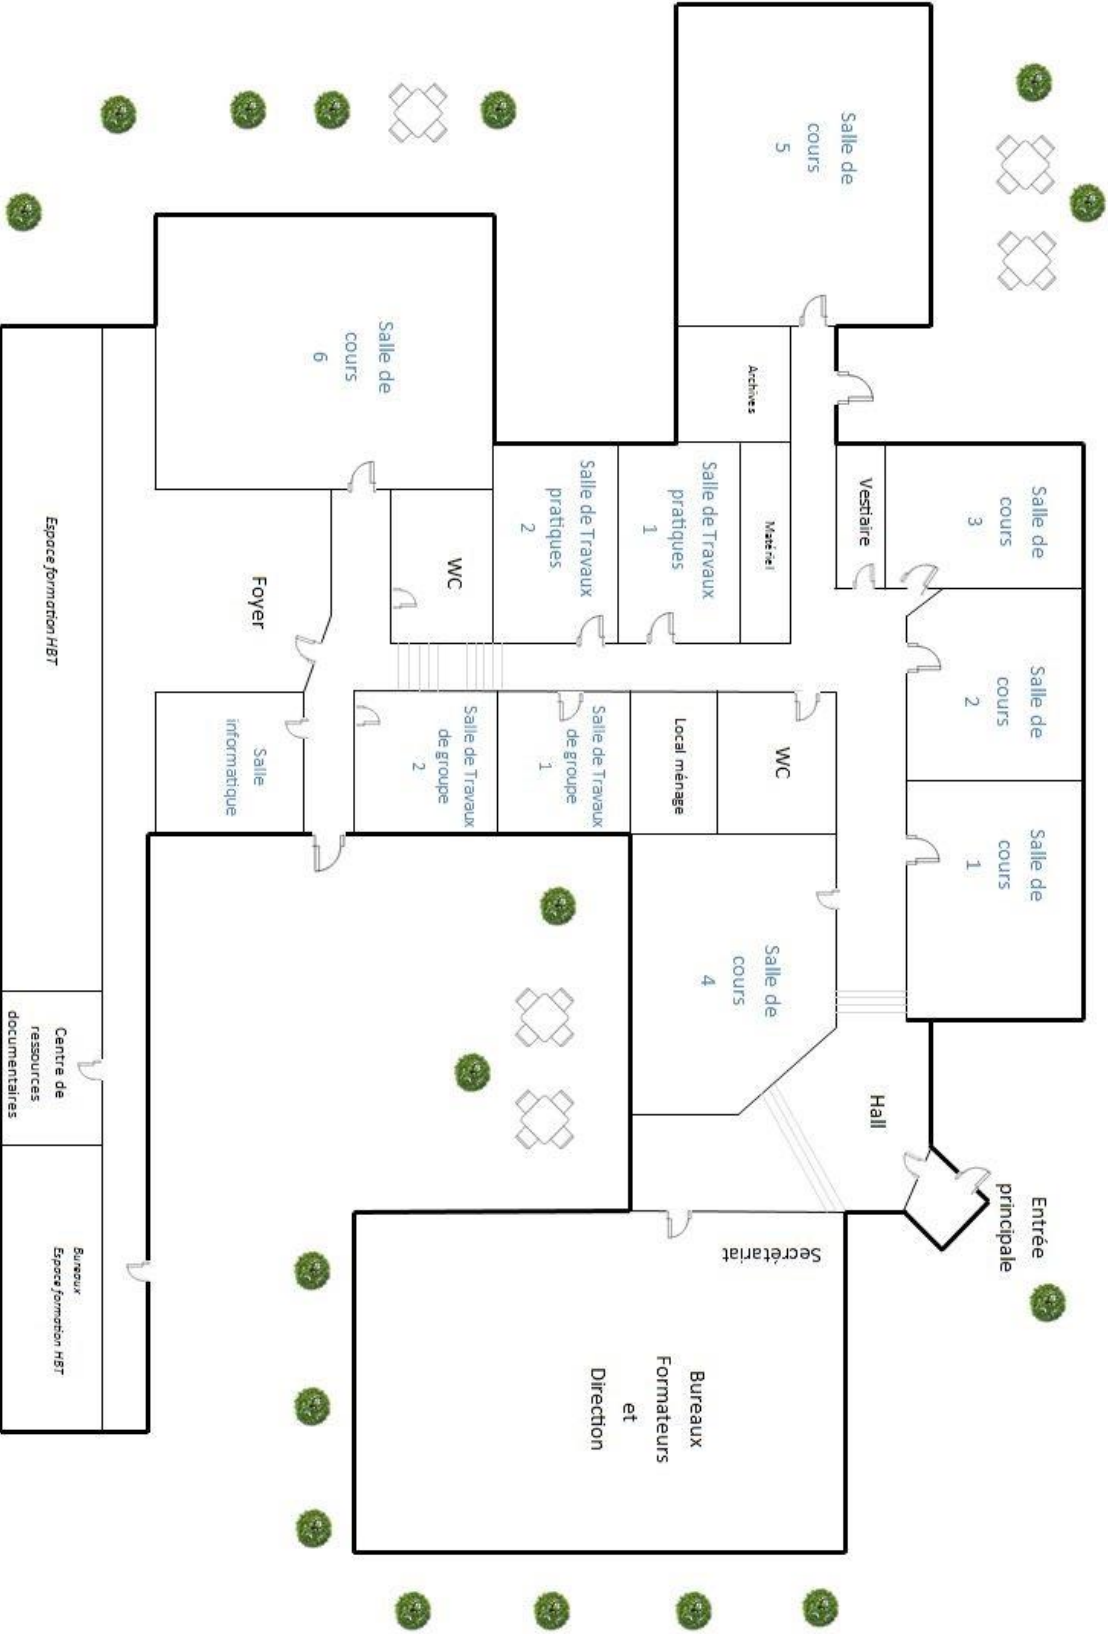 Entrée
principale
Salle de
cours
3
Salle de
cours
2
Salle de
cours
1
Hall
Vestiaire
Salle de
cours
5
Archives
Matériel
WC
Salle de
cours
4
Secrétariat
Salle de Travaux
pratiques
1
Local ménage
Bureaux
Formateurs
et
Direction
Salle de Travaux
pratiques
2
Salle de Travaux
de groupe
1
WC
Salle de Travaux
de groupe
2
Salle de
cours
6
Foyer
Salle
informatique
Espace formation HBT
Centre de
ressources
documentaires
Bureaux
Espace formation HBT